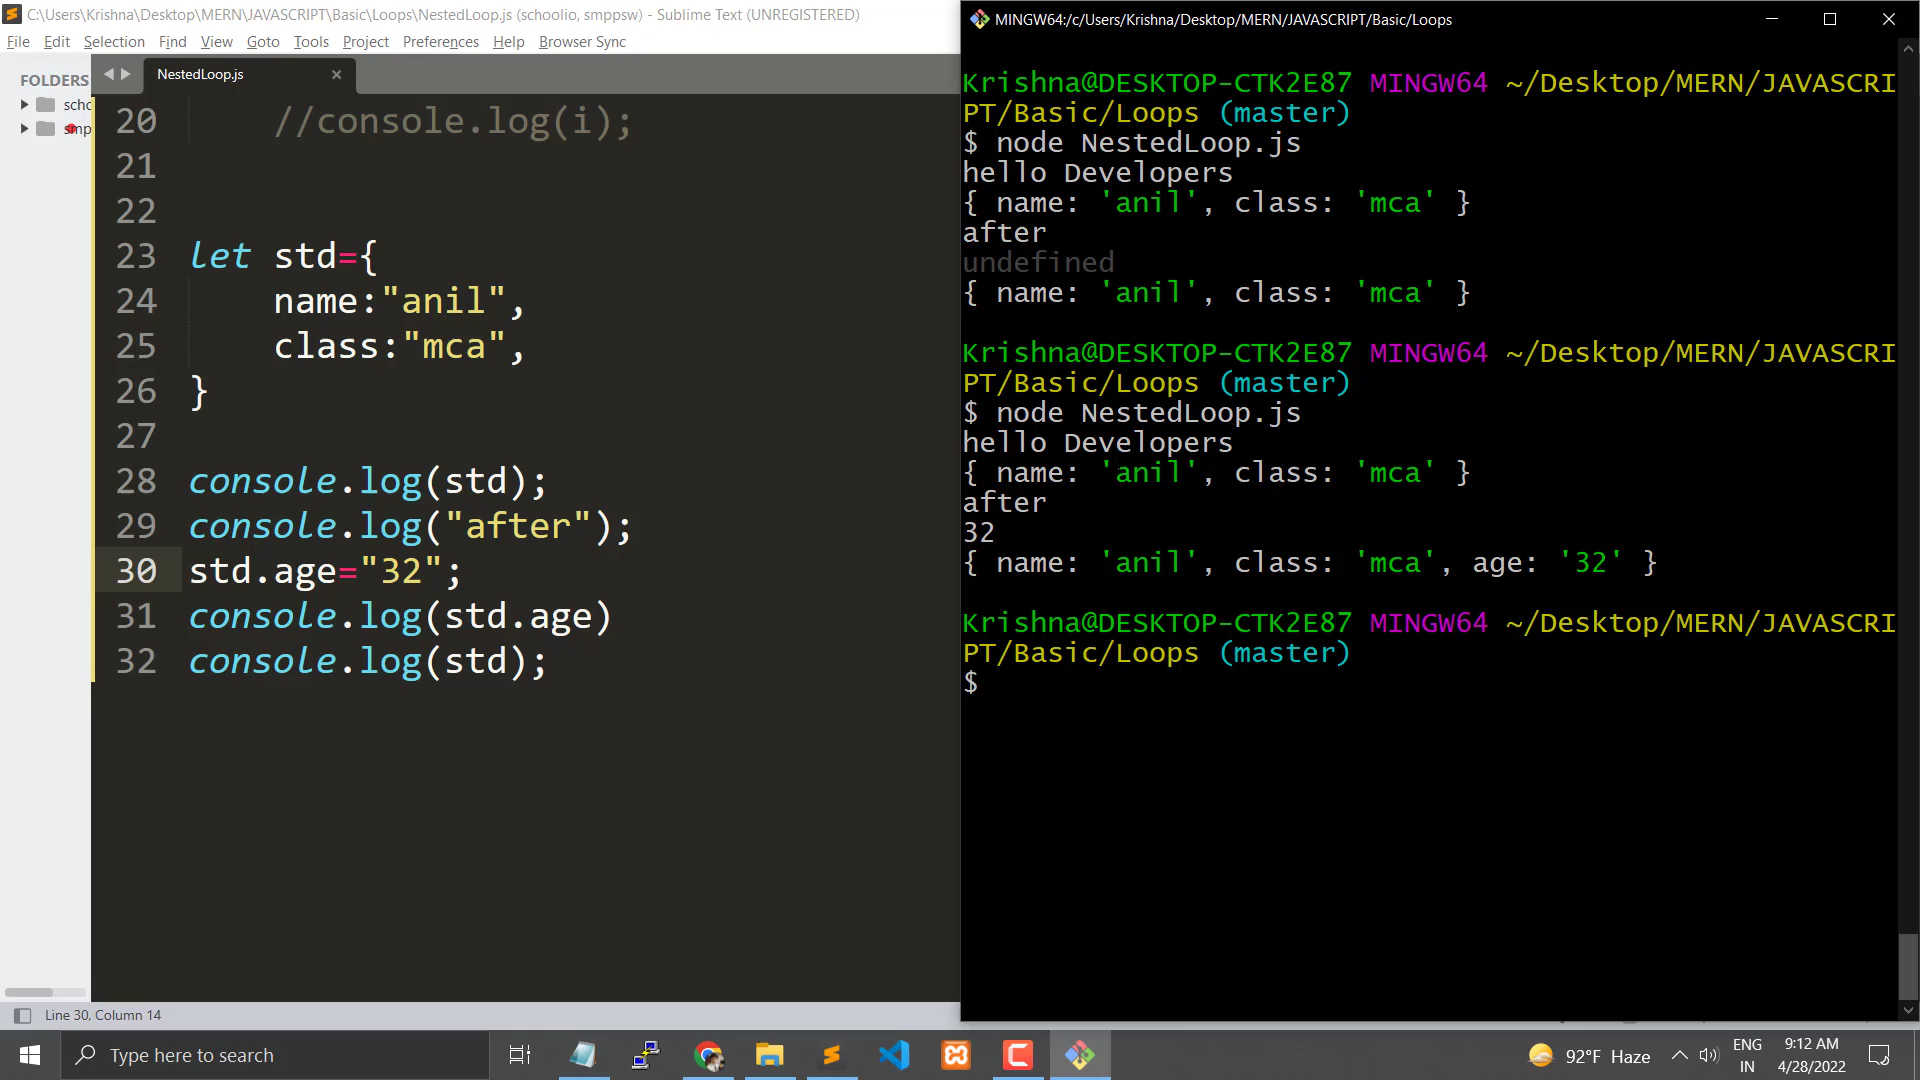 C:\Users\Krishna\Desktop\MERN\JAVASCRIPT\Basic\Loops\NestedLoop.js (schoolio, smppsw) - Sublime Text (UNREGISTERED)
File Edit Selection Find View Goto Tools Project Preferences Help Browser Sync
FOLDERS
scho
smp
NestedLoop.js
20 //console.log(i);
21
22
23 let std={
24 name:"anil",
25 class:"mca",
26 }
27
28 console.log(std);
29 console.log("after");
30 std.age="32";
31 console.log(std.age)
32 console.log(std);
Line 30, Column 14
MINGW64:/c/Users/Krishna/Desktop/MERN/JAVASCRIPT/Basic/Loops
Krishna@DESKTOP-CTK2E87 MINGW64 ~/Desktop/MERN/JAVASCRI
PT/Basic/Loops (master)
$ node NestedLoop.js
hello Developers
{ name: 'anil', class: 'mca' }
after
undefined
{ name: 'anil', class: 'mca' }
Krishna@DESKTOP-CTK2E87 MINGW64 ~/Desktop/MERN/JAVASCRI
PT/Basic/Loops (master)
$ node NestedLoop.js
hello Developers
{ name: 'anil', class: 'mca' }
after
32
{ name: 'anil', class: 'mca', age: '32' }
Krishna@DESKTOP-CTK2E87 MINGW64 ~/Desktop/MERN/JAVASCRI
PT/Basic/Loops (master)
$
Type here to search
92°F Haze
ENG
IN
9:12 AM
4/28/2022